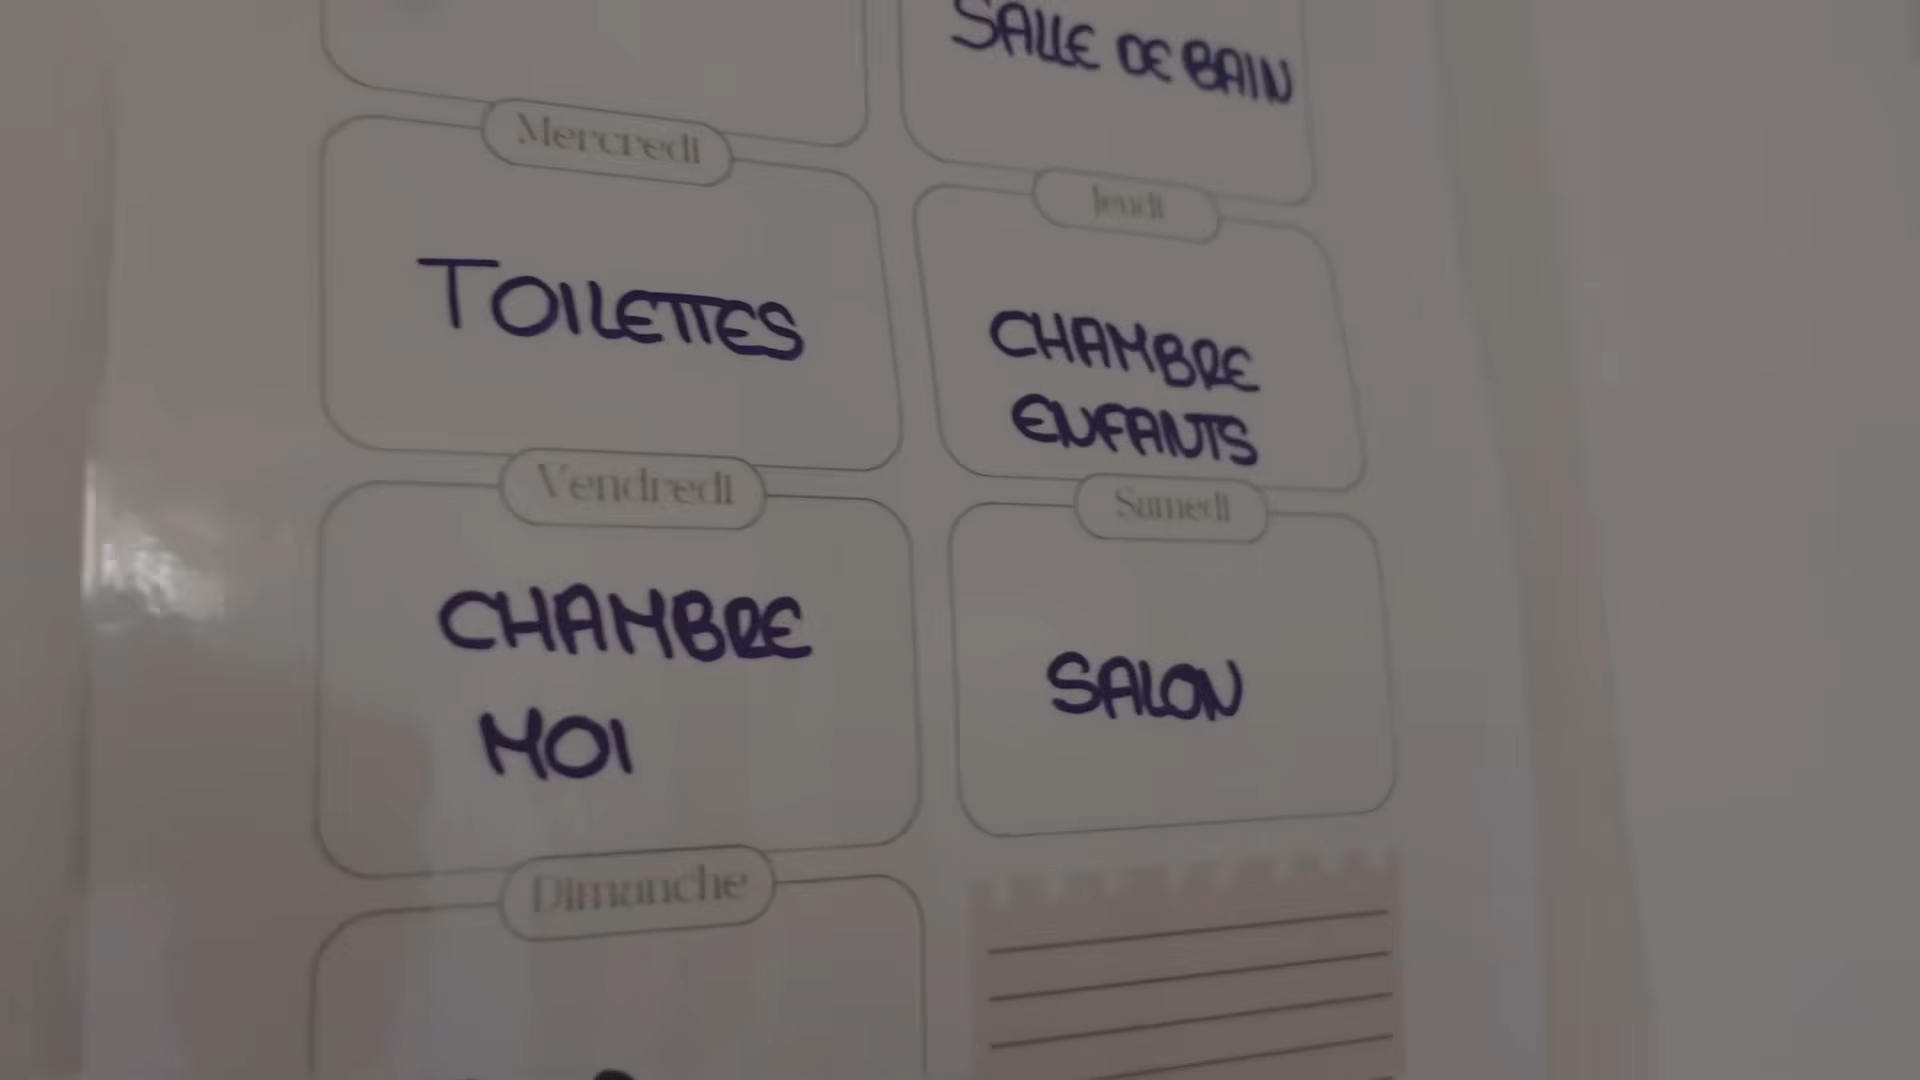 SALLE DE BAIN
Mercredi
Jeudi
TOILETTES
CHAMBRE
ENFANTS
Vendredi
Samedi
CHAMBRE
MOI
SALON
Dimanche